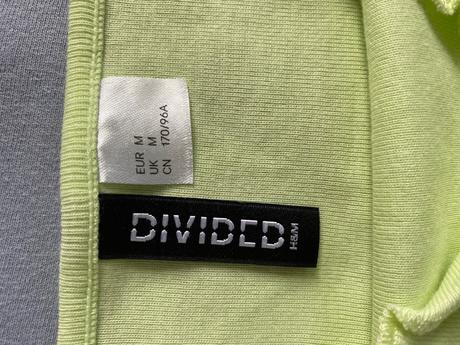 EUR M
UK M
CN 170/96A
DIVIDED
H&M